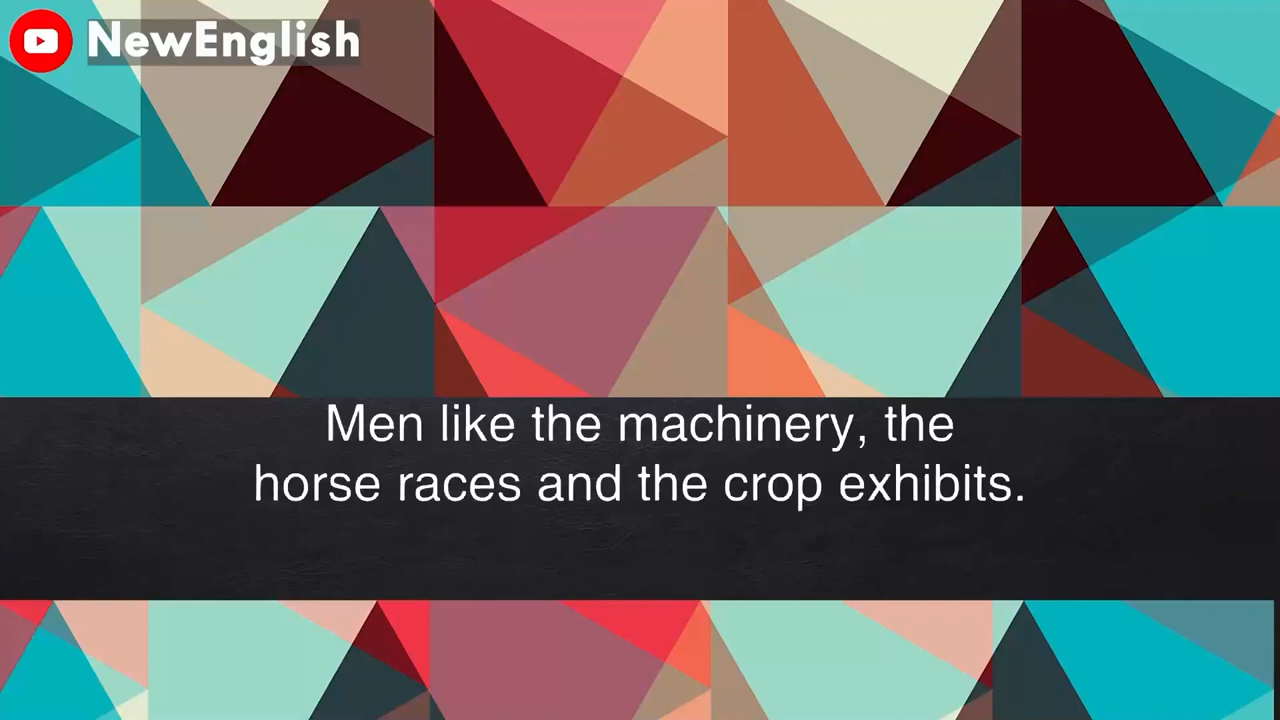 NewEnglish
Men like the machinery, the
horse races and the crop exhibits.